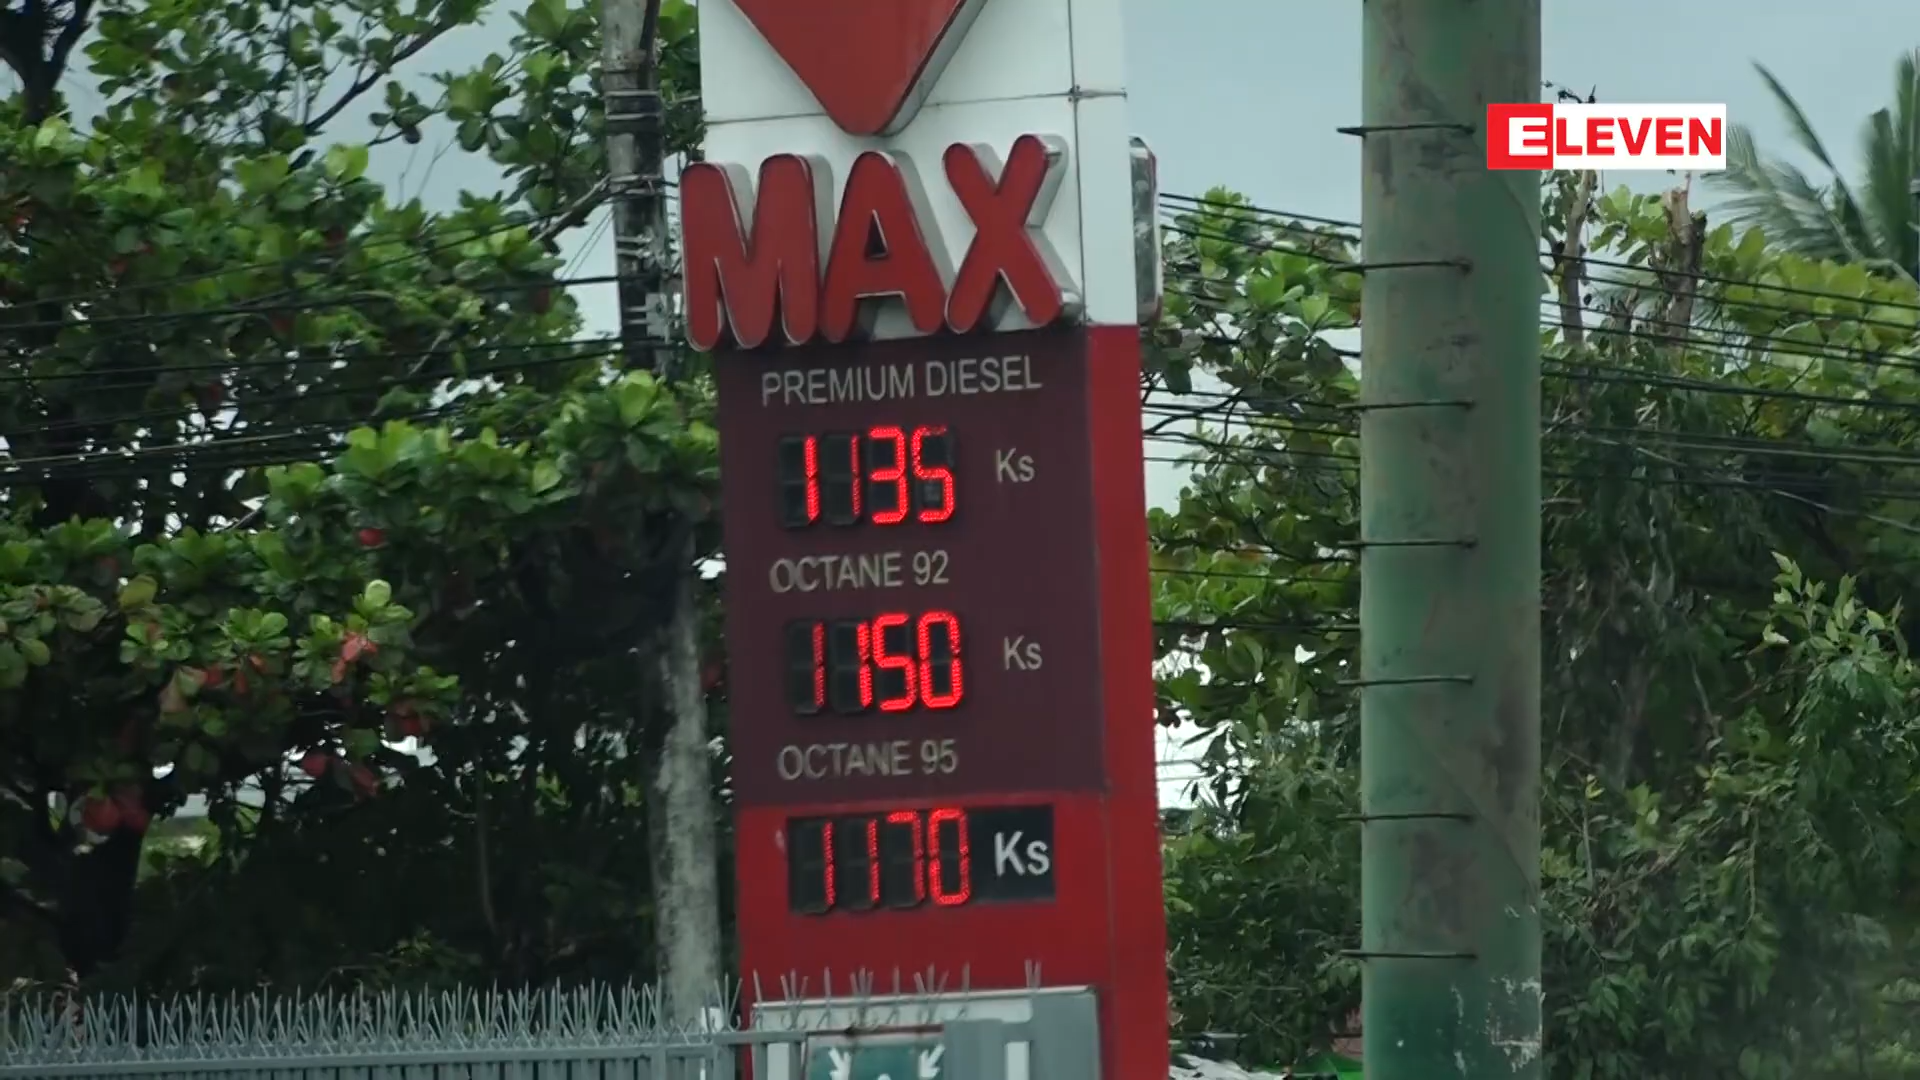 ELEVEN
MAX
PREMIUM DIESEL
1135 Ks
OCTANE 92
1150 Ks
OCTANE 95
1170 Ks